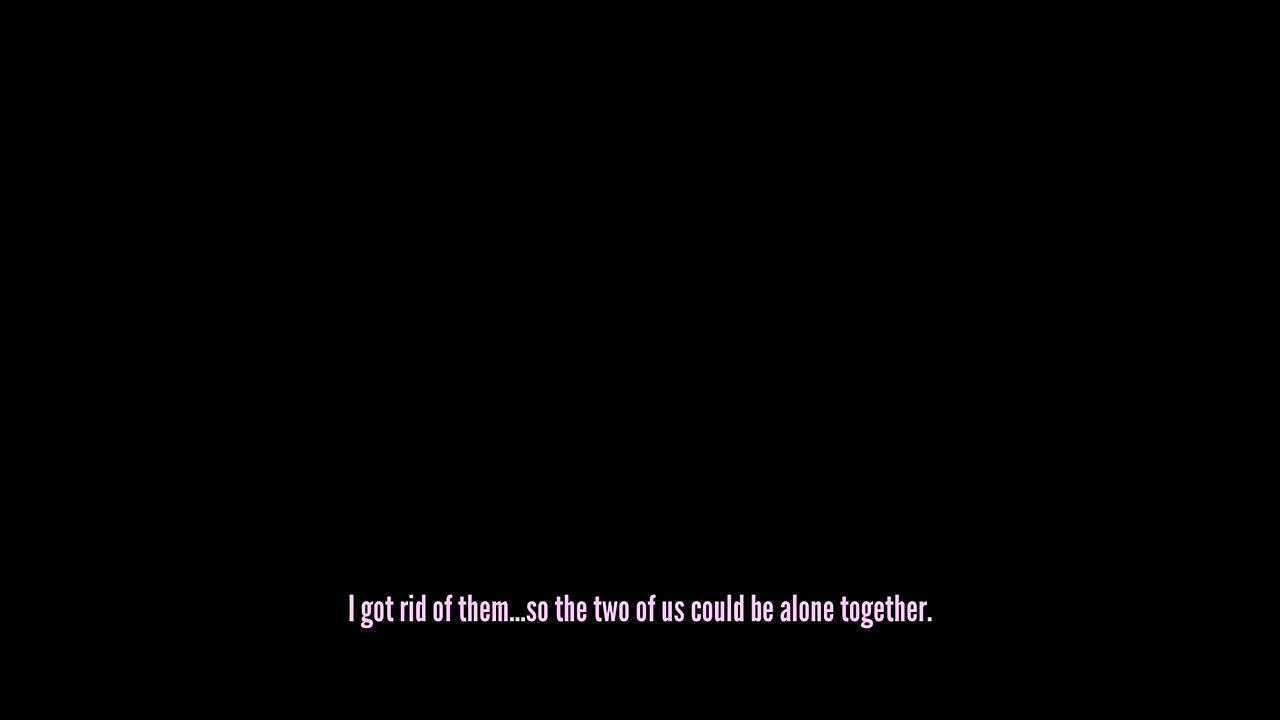 I got rid of them...so the two of us could be alone together.